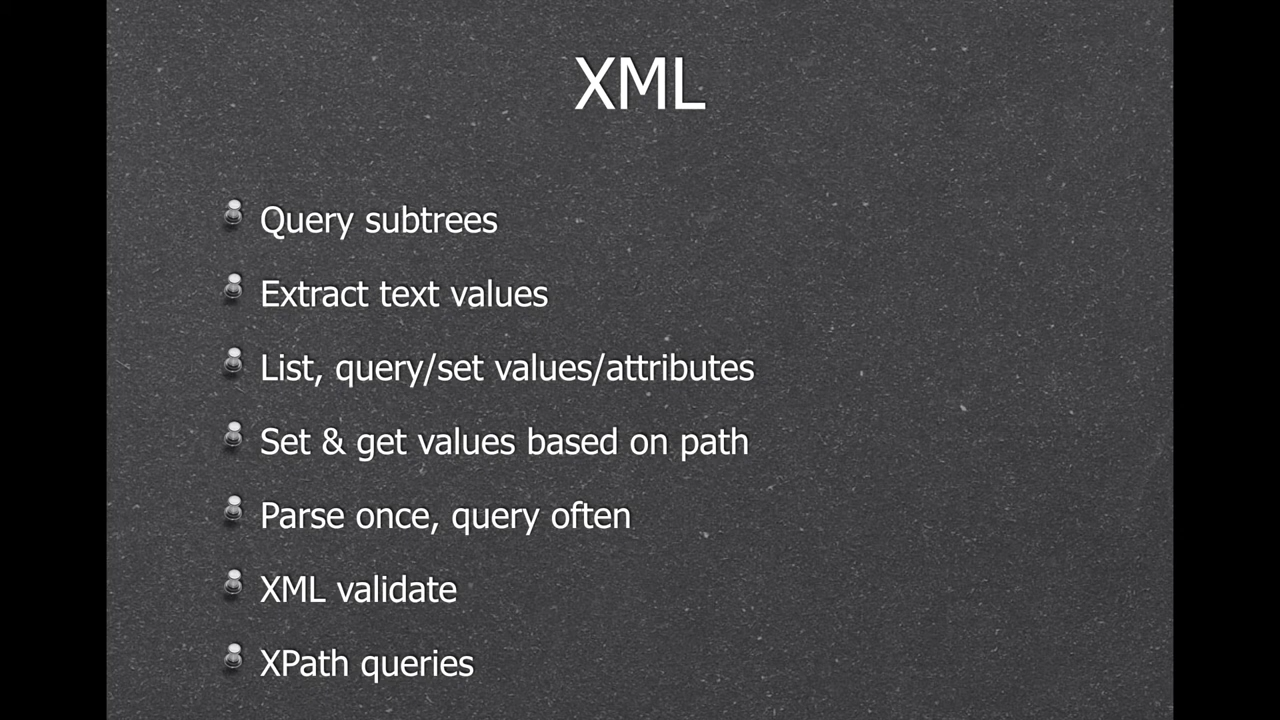 XML
Query subtrees
Extract text values
List, query/set values/attributes
Set & get values based on path
Parse once, query often
XML validate
XPath queries